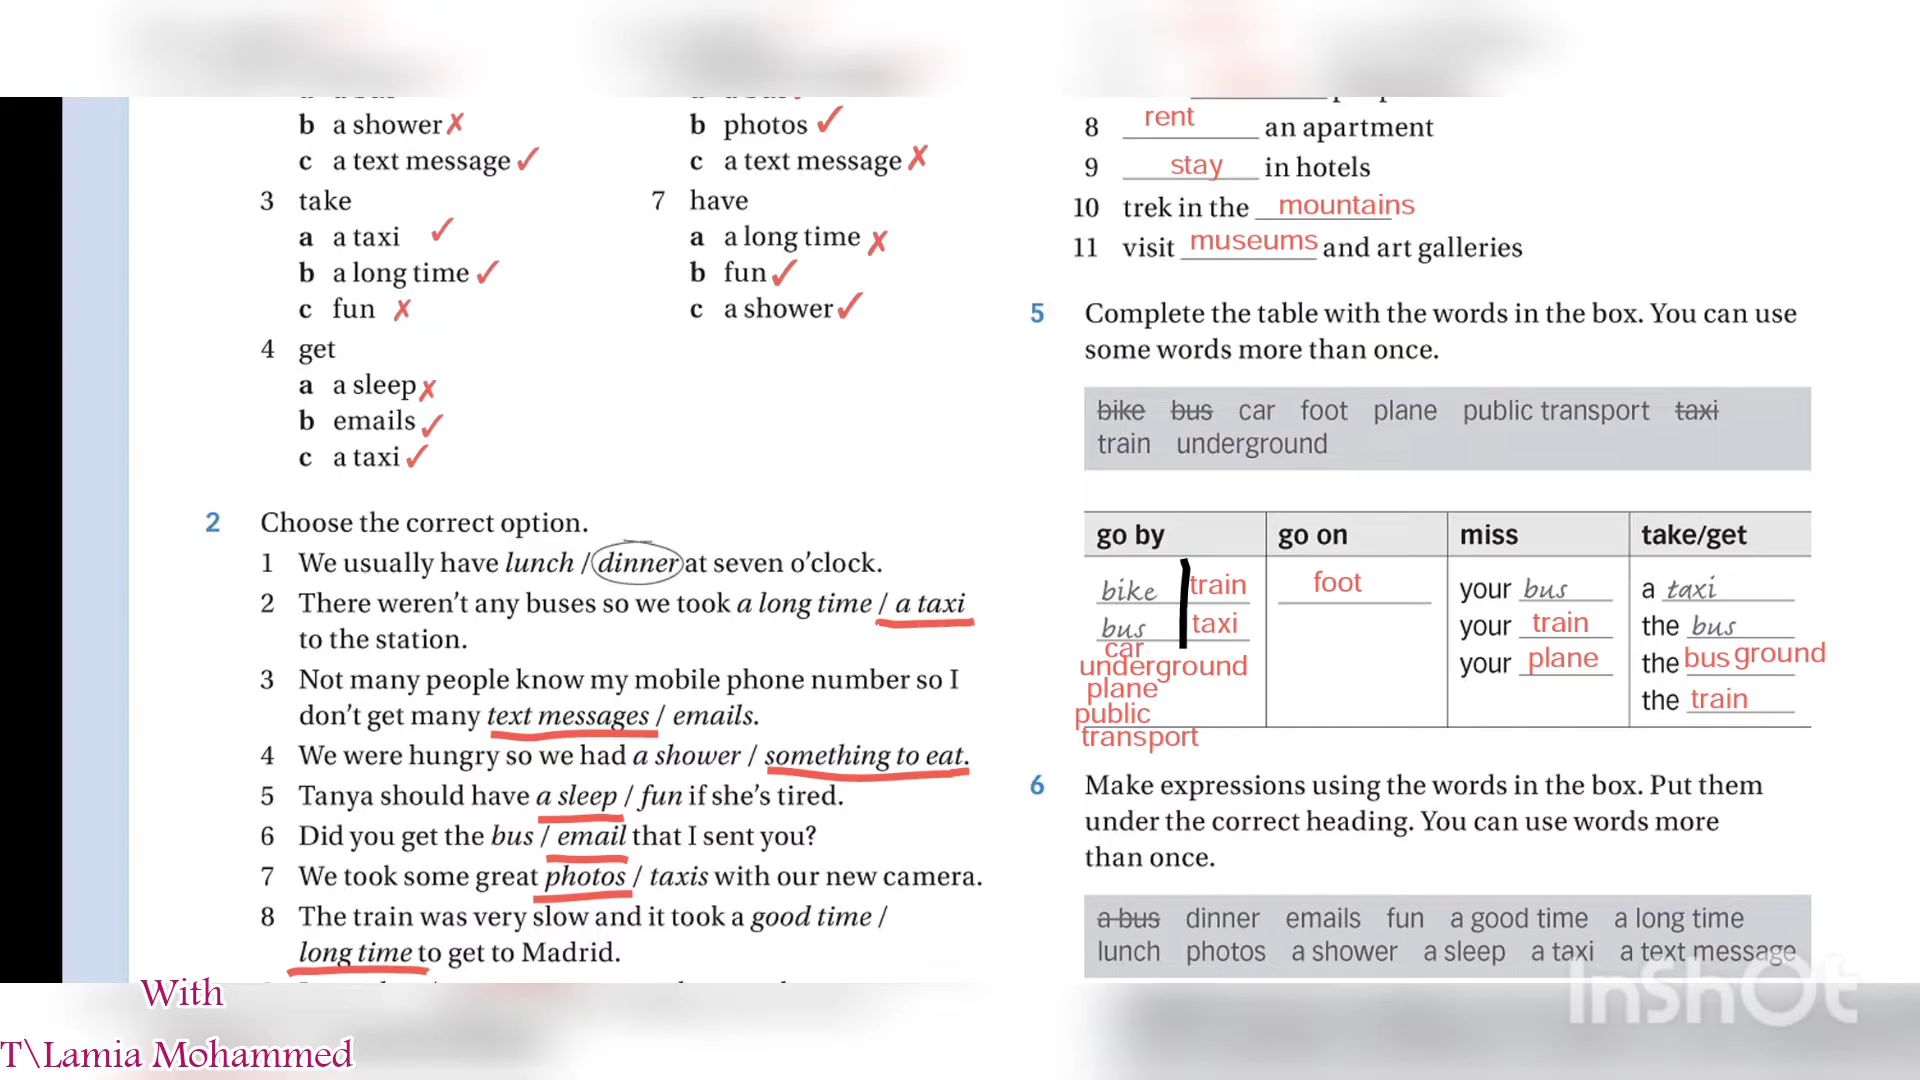 b a shower ✗
c a text message ✓
3 take
a a taxi ✓
b a long time ✓
c fun ✗
4 get
a a sleep ✗
b emails ✓
c a taxi ✓
b photos ✓
c a text message ✗
7 have
a a long time ✗
b fun ✓
c a shower ✓
2 Choose the correct option.
1 We usually have lunch / dinner at seven o'clock.
2 There weren't any buses so we took a long time / a taxi
to the station.
3 Not many people know my mobile phone number so I
don't get many text messages / emails.
4 We were hungry so we had a shower / something to eat.
5 Tanya should have a sleep / fun if she's tired.
6 Did you get the bus / email that I sent you?
7 We took some great photos / taxis with our new camera.
8 The train was very slow and it took a good time /
long time to get to Madrid.
8 rent an apartment
9 stay in hotels
10 trek in the mountains
11 visit museums and art galleries
5 Complete the table with the words in the box. You can use
some words more than once.
bike bus car foot plane public transport taxi
train underground
go by go on miss take/get
bike train foot your bus a taxi
bus taxi your train the bus
car
underground your plane the bus ground
plane
the train
public
transport
6 Make expressions using the words in the box. Put them
under the correct heading. You can use words more
than once.
a bus dinner emails fun a good time a long time
lunch photos a shower a sleep a taxi a text message
InShOt
With
T\Lamia Mohammed